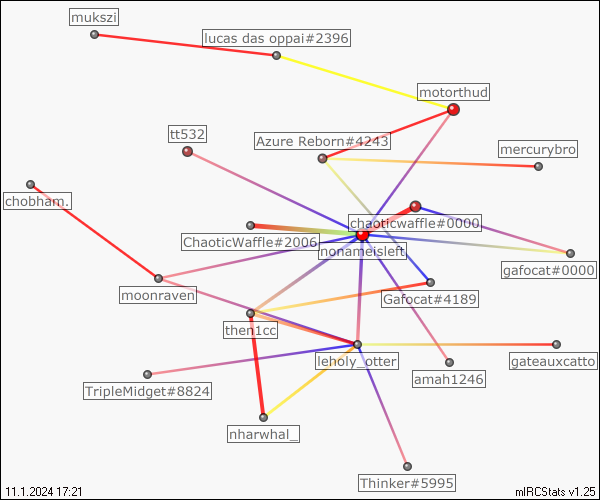 mukszi
lucas das oppai#2396
motorthud
tt532
Azure Reborn#4243
mercurybro
chobham.
chaoticwaffle#0000
ChaoticWaffle#2006
nonameisleft
gafocat#0000
moonraven
Gafocat#4189
then1cc
leholy_otter
gateauxcatto
amah1246
TripleMidget#8824
nharwhal_
Thinker#5995
11.1.2024 17:21
mIRCStats v1.25